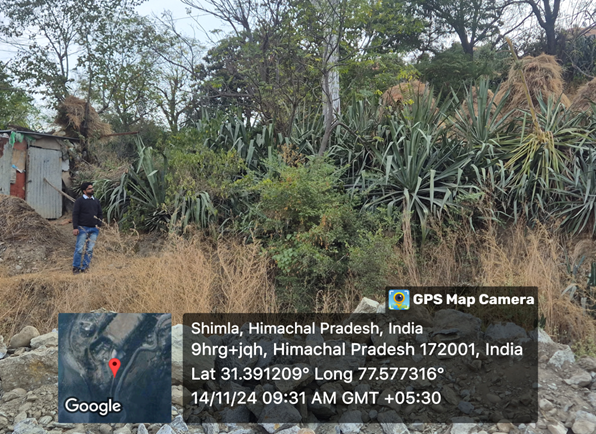 GPS Map Camera
Shimla, Himachal Pradesh, India
9hrg+jqh, Himachal Pradesh 172001, India
Lat 31.391209° Long 77.577316°
14/11/24 09:31 AM GMT +05:30
Google